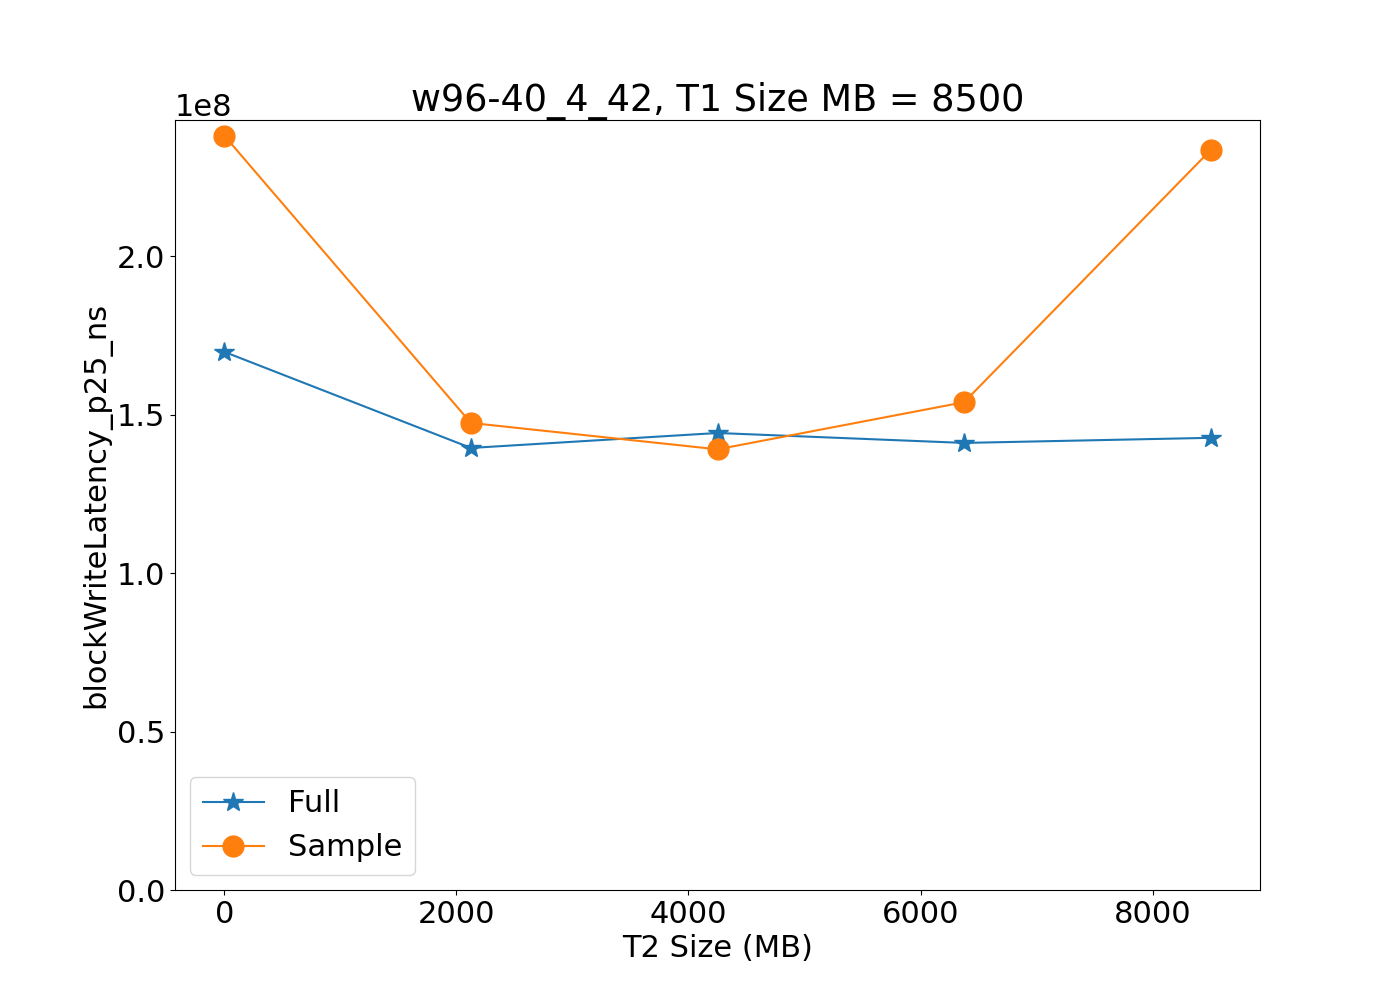 w96-40_4_42, T1 Size MB = 8500
1e8
2.0
1.5
1.0
0.5
0.0
blockWriteLatency_p25_ns
Full
Sample
0 2000 4000 6000 8000
T2 Size (MB)